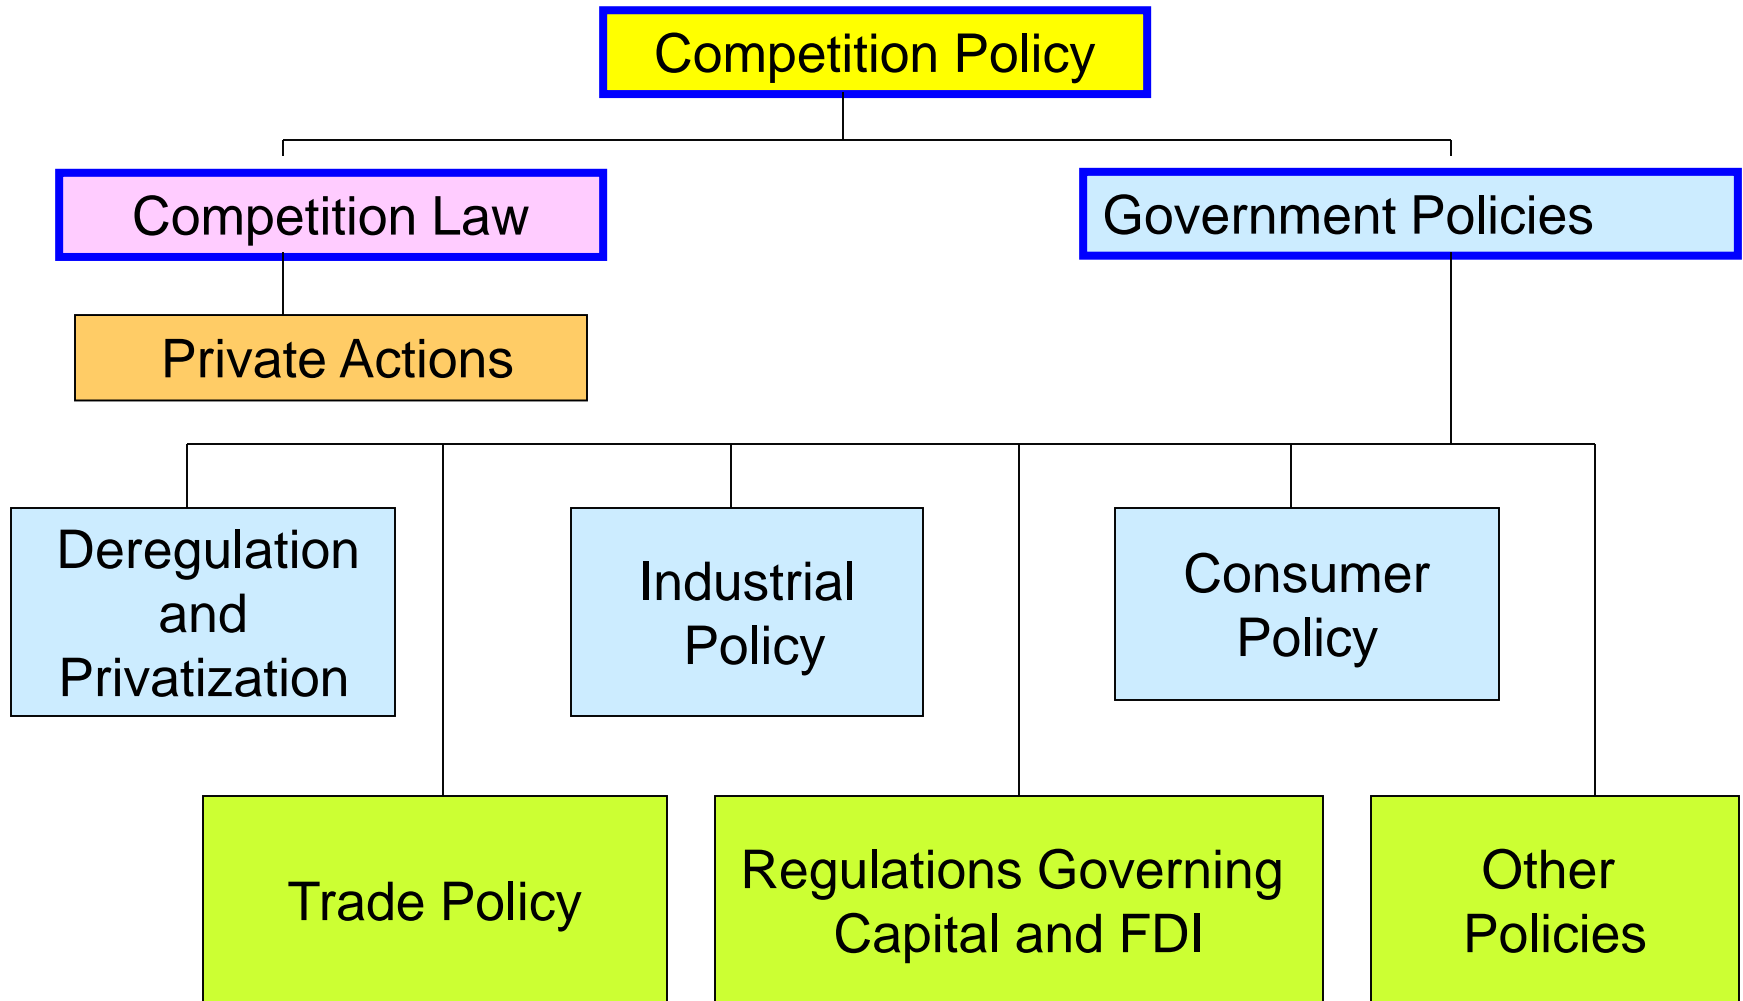 Competition Policy
Competition Law
Government Policies
Private Actions
Deregulation
and
Privatization
Industrial
Policy
Consumer
Policy
Trade Policy
Regulations Governing
Capital and FDI
Other
Policies